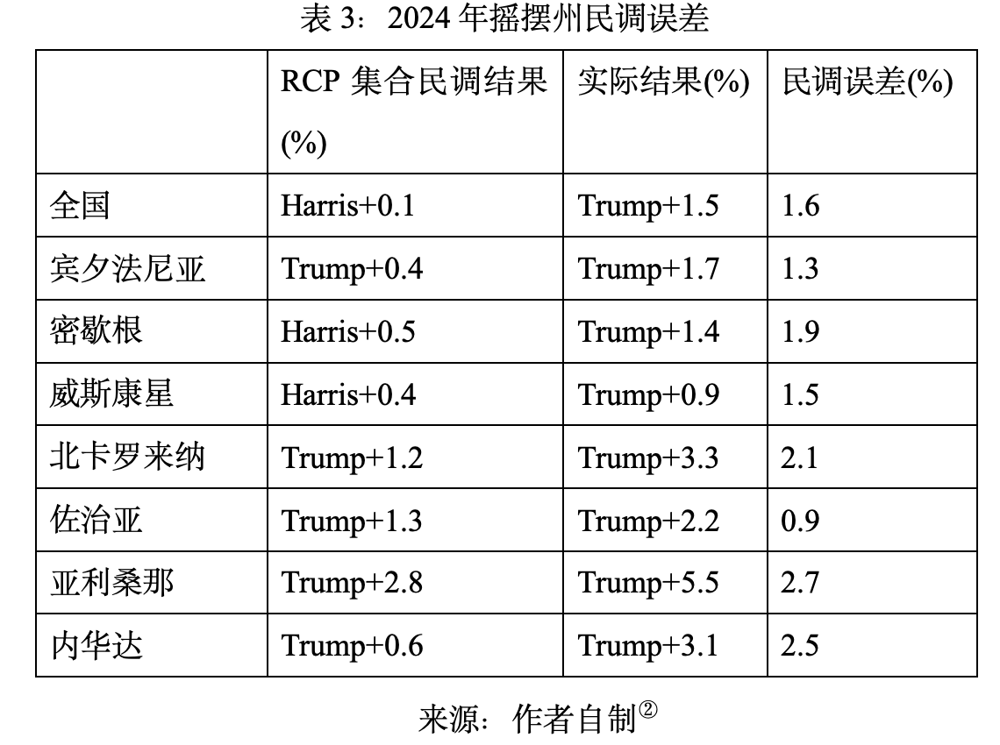 表 3：2024 年摇摆州民调误差
RCP 集合民调结果 实际结果(%) 民调误差(%)
(%)
全国 Harris+0.1 Trump+1.5 1.6
宾夕法尼亚 Trump+0.4 Trump+1.7 1.3
密歇根 Harris+0.5 Trump+1.4 1.9
威斯康星 Harris+0.4 Trump+0.9 1.5
北卡罗来纳 Trump+1.2 Trump+3.3 2.1
佐治亚 Trump+1.3 Trump+2.2 0.9
亚利桑那 Trump+2.8 Trump+5.5 2.7
内华达 Trump+0.6 Trump+3.1 2.5
来源：作者自制②